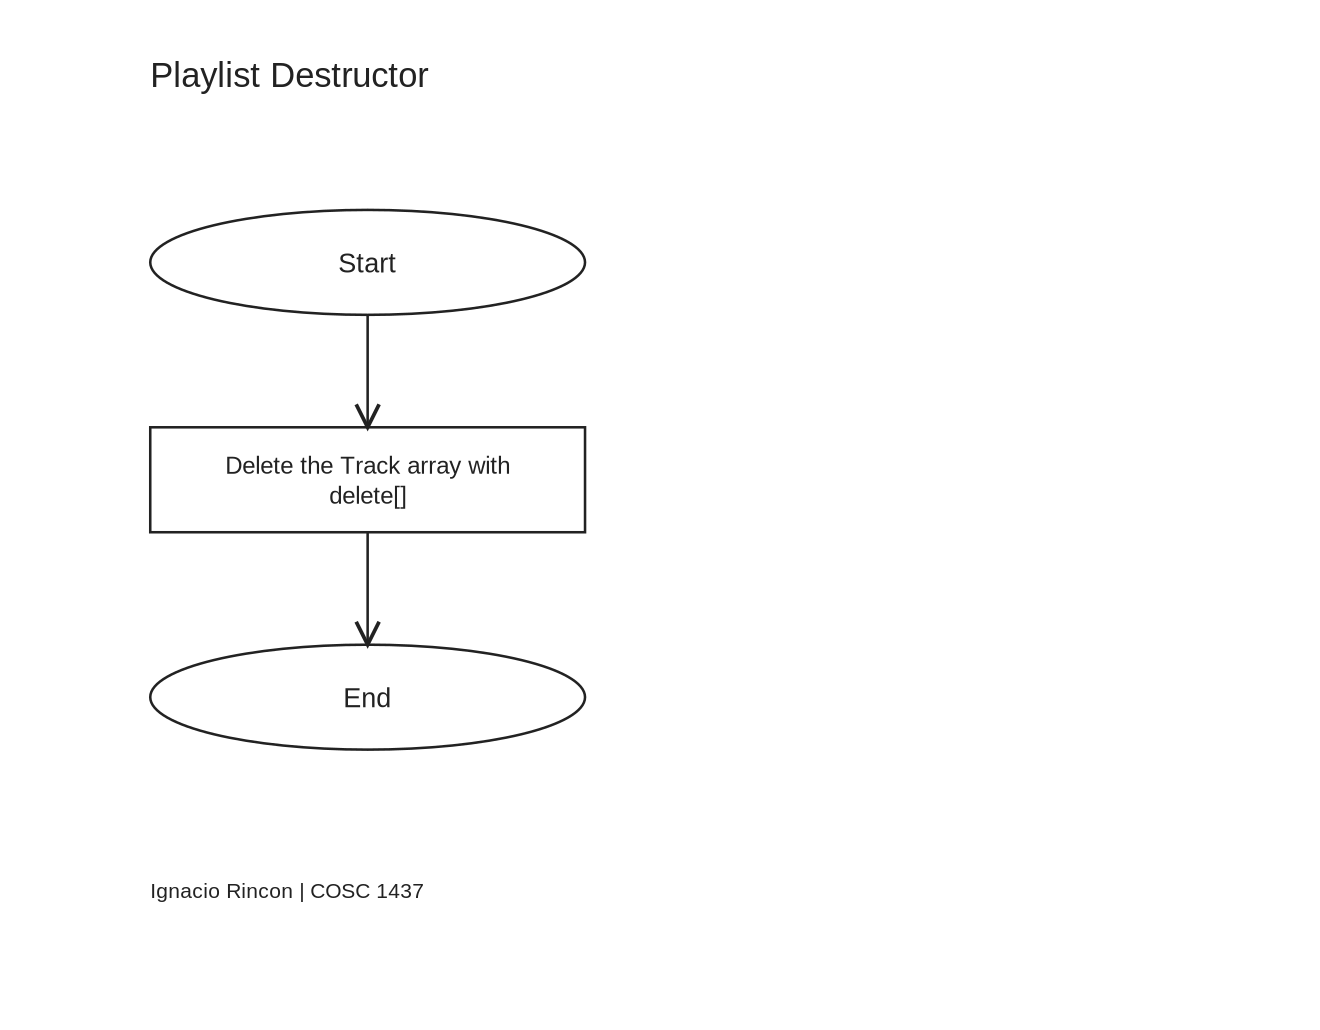 Playlist Destructor
Start
Delete the Track array with
delete[]
End
Ignacio Rincon | COSC 1437